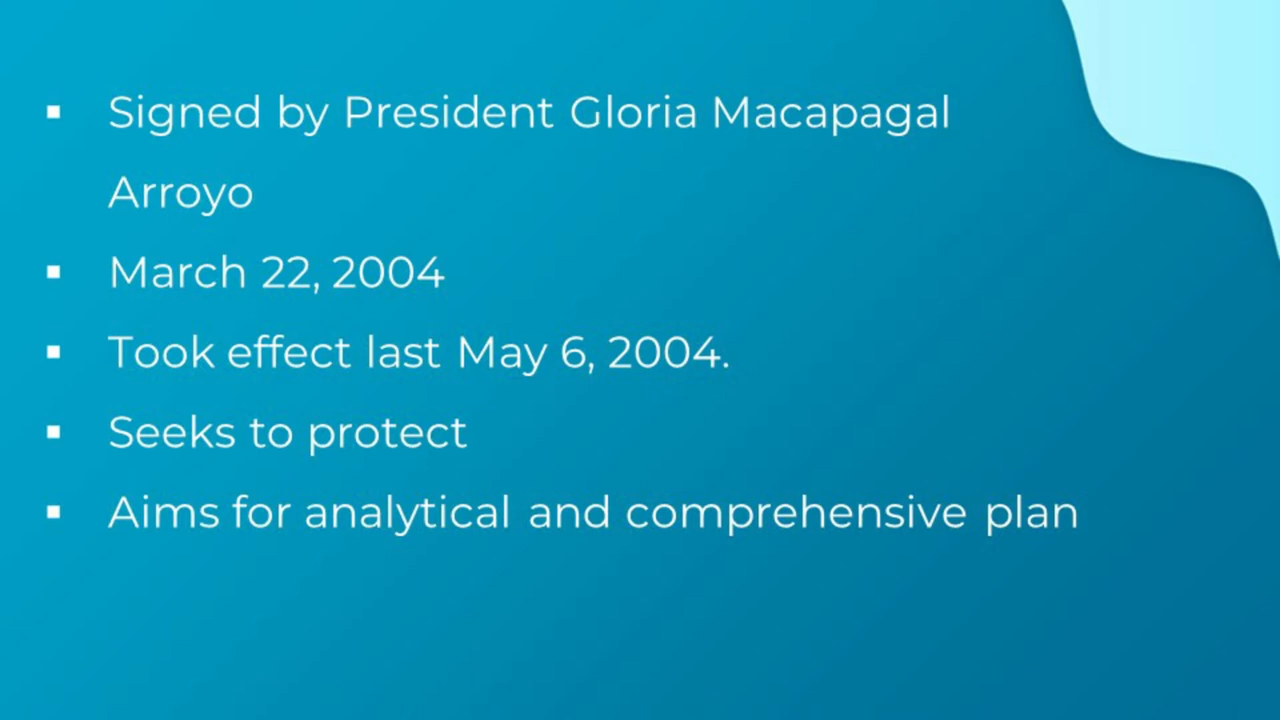 ▪ Signed by President Gloria Macapagal
Arroyo
▪ March 22, 2004
▪ Took effect last May 6, 2004.
▪ Seeks to protect
▪ Aims for analytical and comprehensive plan